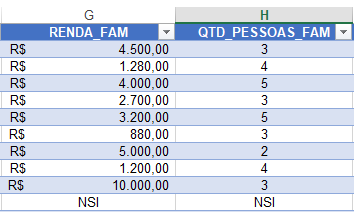 G H
RENDA_FAM QTD_PESSOAS_FAM
R$ 4.500,00 3
R$ 1.280,00 4
R$ 4.000,00 5
R$ 2.700,00 3
R$ 3.200,00 5
R$ 880,00 3
R$ 5.000,00 2
R$ 1.200,00 4
R$ 10.000,00 3
NSI NSI